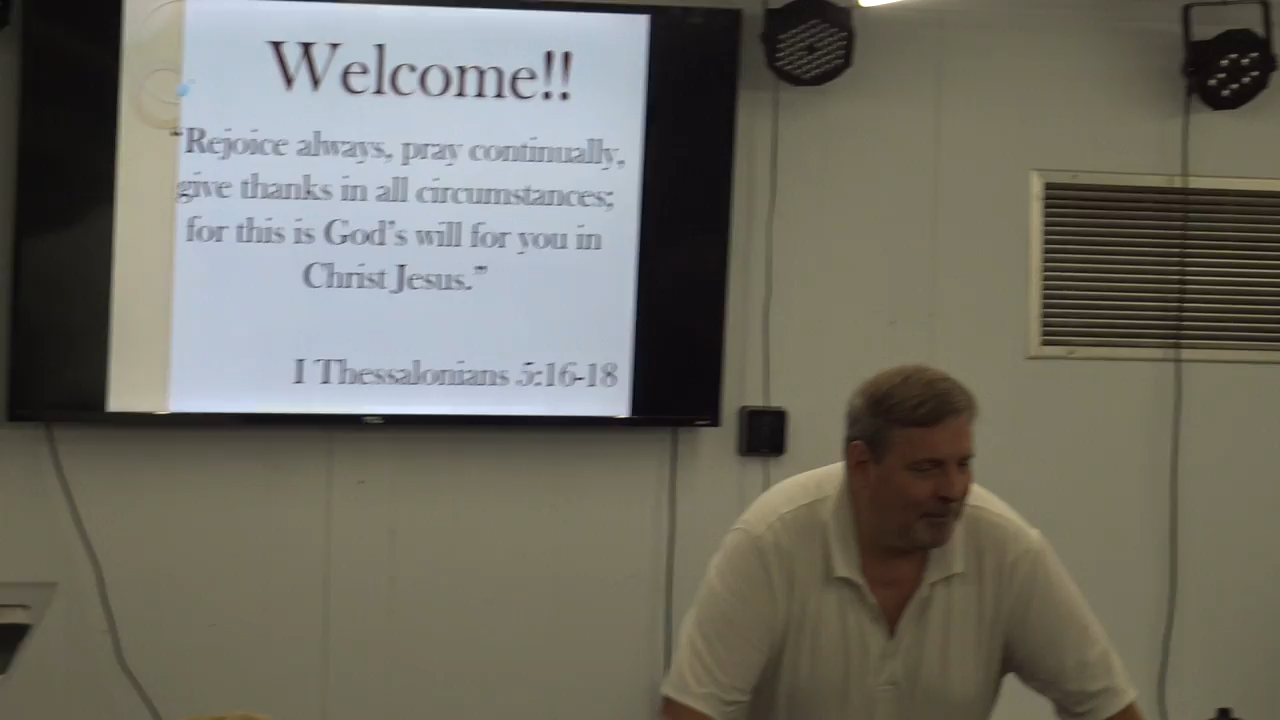 Welcome!!
“Rejoice always, pray continually,
give thanks in all circumstances;
for this is God’s will for you in
Christ Jesus.”
I Thessalonians 5:16-18